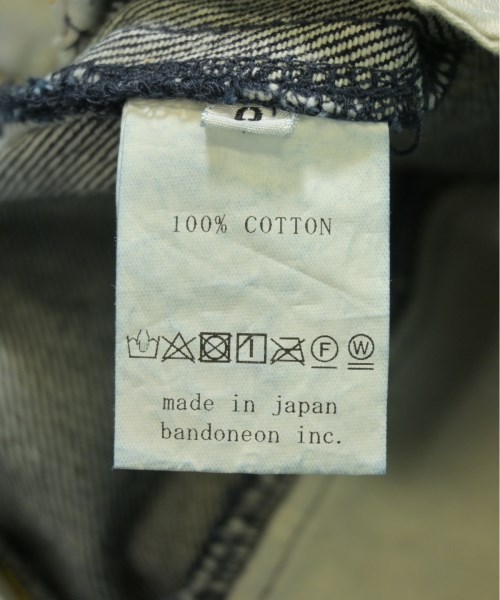 0
100% COTTON
F W
made in japan
bandoneon inc.